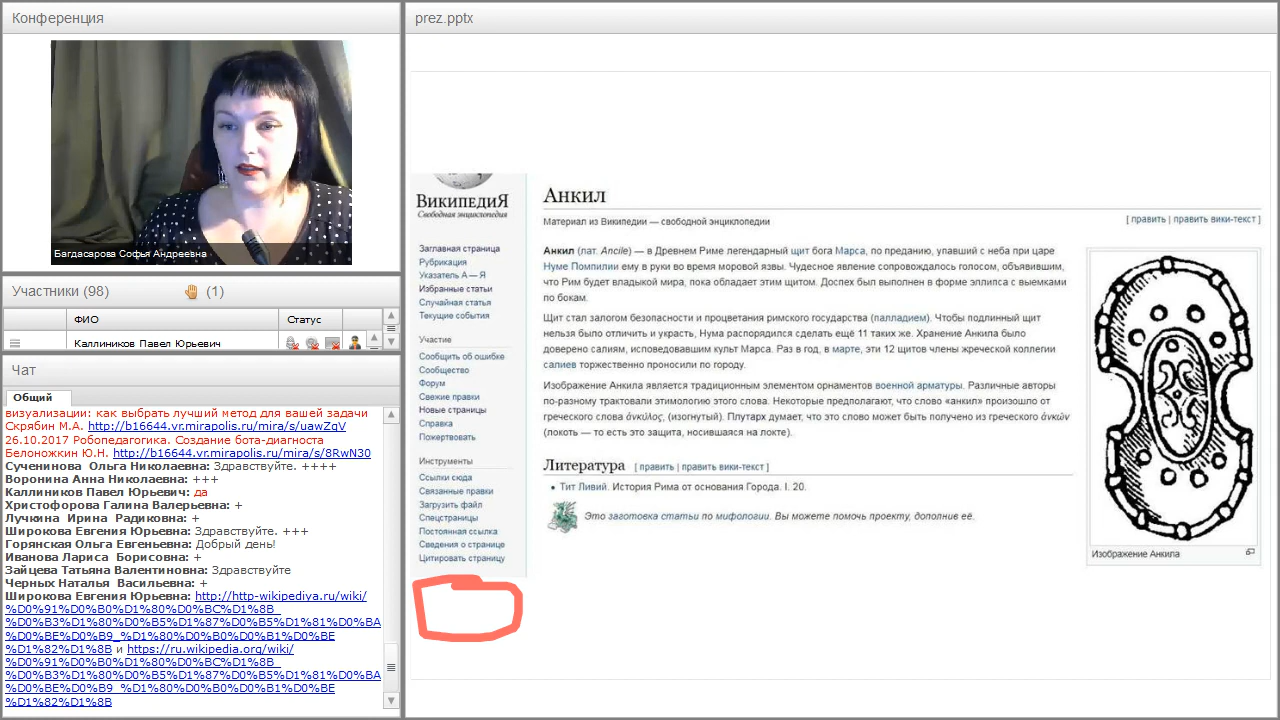 Конференция
Багдасарова Софья Андреевна
Участники (98)
(1)
ФИО
Статус
Каллиников Павел Юрьевич
Чат
Общий
визуализации: как выбрать лучший метод для вашей задачи
Скрябин М.А. http://b16644.vr.mirapolis.ru/mira/s/uawZqV
26.10.2017 Робопедагогика. Создание бота-диагноста
Белоножкин Ю.Н. http://b16644.vr.mirapolis.ru/mira/s/8RwN30
Сученинова Ольга Николаевна: Здравствуйте. ++++
Воронина Анна Николаевна: +++
Каллиников Павел Юрьевич: да
Христофорова Галина Валерьевна: +
Лучкина Ирина Радиковна: +
Широкова Евгения Юрьевна: Здравствуйте. +++
Горянская Ольга Евгеньевна: Добрый день!
Иванова Лариса Борисовна: +
Зайцева Татьяна Валентиновна: Здравствуйте
Черных Наталья Васильевна: +
Широкова Евгения Юрьевна: http://http-wikipediya.ru/wiki/
%D0%91%D0%B0%D1%80%D0%BC%D1%8B_
%D0%B3%D1%80%D0%B5%D1%87%D0%B5%D1%81%D0%BA
%D0%BE%D0%B9_%D1%80%D0%B0%D0%B1%D0%BE
%D1%82%D1%8B и https://ru.wikipedia.org/wiki/
%D0%91%D0%B0%D1%80%D0%BC%D1%8B_
%D0%B3%D1%80%D0%B5%D1%87%D0%B5%D1%81%D0%BA
%D0%BE%D0%B9_%D1%80%D0%B0%D0%B1%D0%BE
%D1%82%D1%8B
prez.pptx
ВикипедиЯ
Свободная энциклопедия
Заглавная страница
Рубрикация
Указатель А — Я
Избранные статьи
Случайная статья
Текущие события
Участие
Сообщить об ошибке
Сообщество
Форум
Свежие правки
Новые страницы
Справка
Пожертвовать
Инструменты
Ссылки сюда
Связанные правки
Загрузить файл
Спецстраницы
Постоянная ссылка
Сведения о странице
Цитировать страницу
Анкил
[ править | править вики-текст ]
Материал из Википедии — свободной энциклопедии
Анкил (лат. Ancile) — в Древнем Риме легендарный щит бога Марса, по преданию, упавший с неба при царе
Нуме Помпилии ему в руки во время моровой язвы. Чудесное явление сопровождалось голосом, объявившим,
что Рим будет владыкой мира, пока обладает этим щитом. Доспех был выполнен в форме эллипса с выемками
по бокам.
Щит стал залогом безопасности и процветания римского государства (палладием). Чтобы подлинный щит
нельзя было отличить и украсть, Нума распорядился сделать ещё 11 таких же. Хранение Анкила было
доверено салиям, исповедовавшим культ Марса. Раз в год, в марте, эти 12 щитов члены жреческой коллегии
салиев торжественно проносили по городу.
Изображение Анкила является традиционным элементом орнаментов военной арматуры. Различные авторы
по-разному трактовали этимологию этого слова. Некоторые предполагают, что слово «анкил» произошло от
греческого слова ἀνκύλος, (изогнутый). Плутарх думает, что это слово может быть получено из греческого ἀνκών
(локоть — то есть это защита, носившаяся на локте).
Литература [ править | править вики-текст ]
• Тит Ливий. История Рима от основания Города. I. 20.
Это заготовка статьи по мифологии. Вы можете помочь проекту, дополнив её.
Изображение Анкила